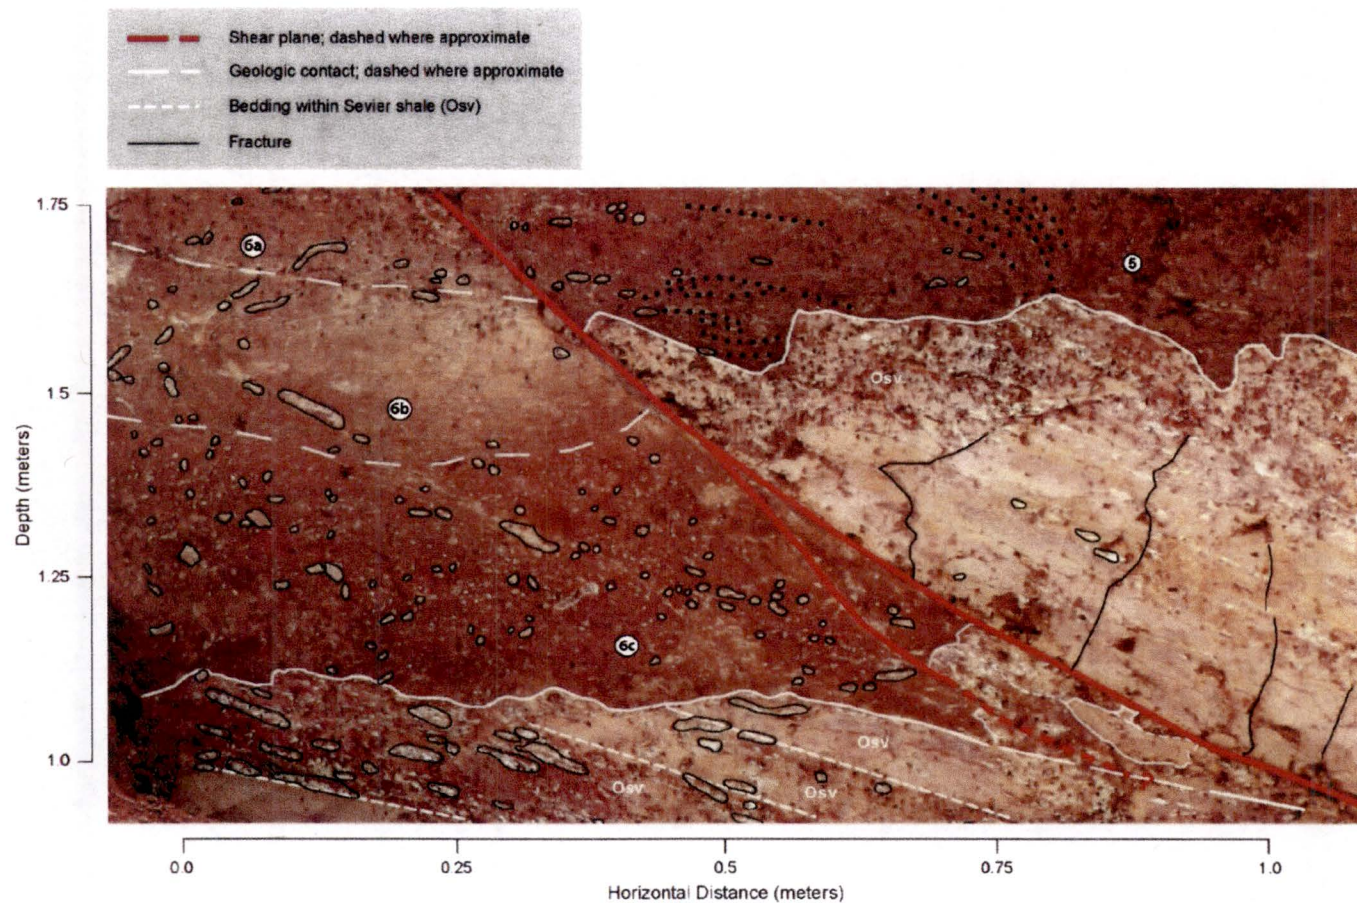 Shear plane; dashed where approximate
Geologic contact; dashed where approximate
Bedding within Sevier shale (Osv)
Fracture
1.75
6a
5
Osv
1.5
6b
Depth (meters)
1.25
6c
1.0
Osv
Osv
Osv
0.0
0.25
0.5
0.75
1.0
Horizontal Distance (meters)